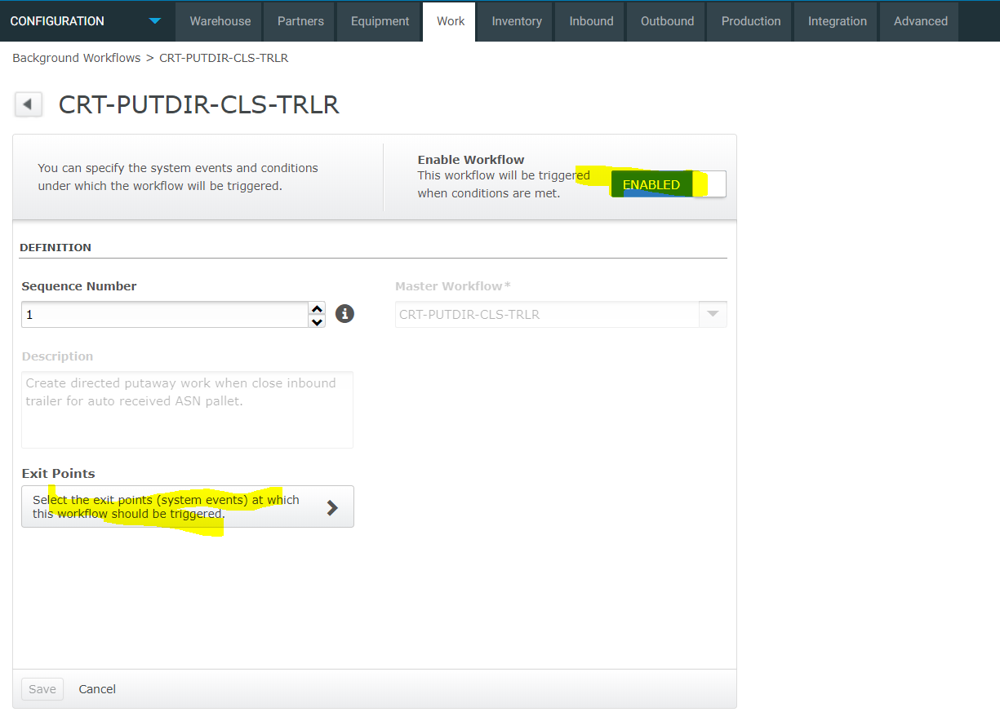 CONFIGURATION Warehouse Partners Equipment Work Inventory Inbound Outbound Production Integration Advanced
Background Workflows > CRT-PUTDIR-CLS-TRLR
CRT-PUTDIR-CLS-TRLR
You can specify the system events and conditions
under which the workflow will be triggered.
Enable Workflow
This workflow will be triggered
when conditions are met.
ENABLED
DEFINITION
Sequence Number
1
Master Workflow*
CRT-PUTDIR-CLS-TRLR
Description
Create directed putaway work when close inbound
trailer for auto received ASN pallet.
Exit Points
Select the exit points (system events) at which
this workflow should be triggered.
Save Cancel